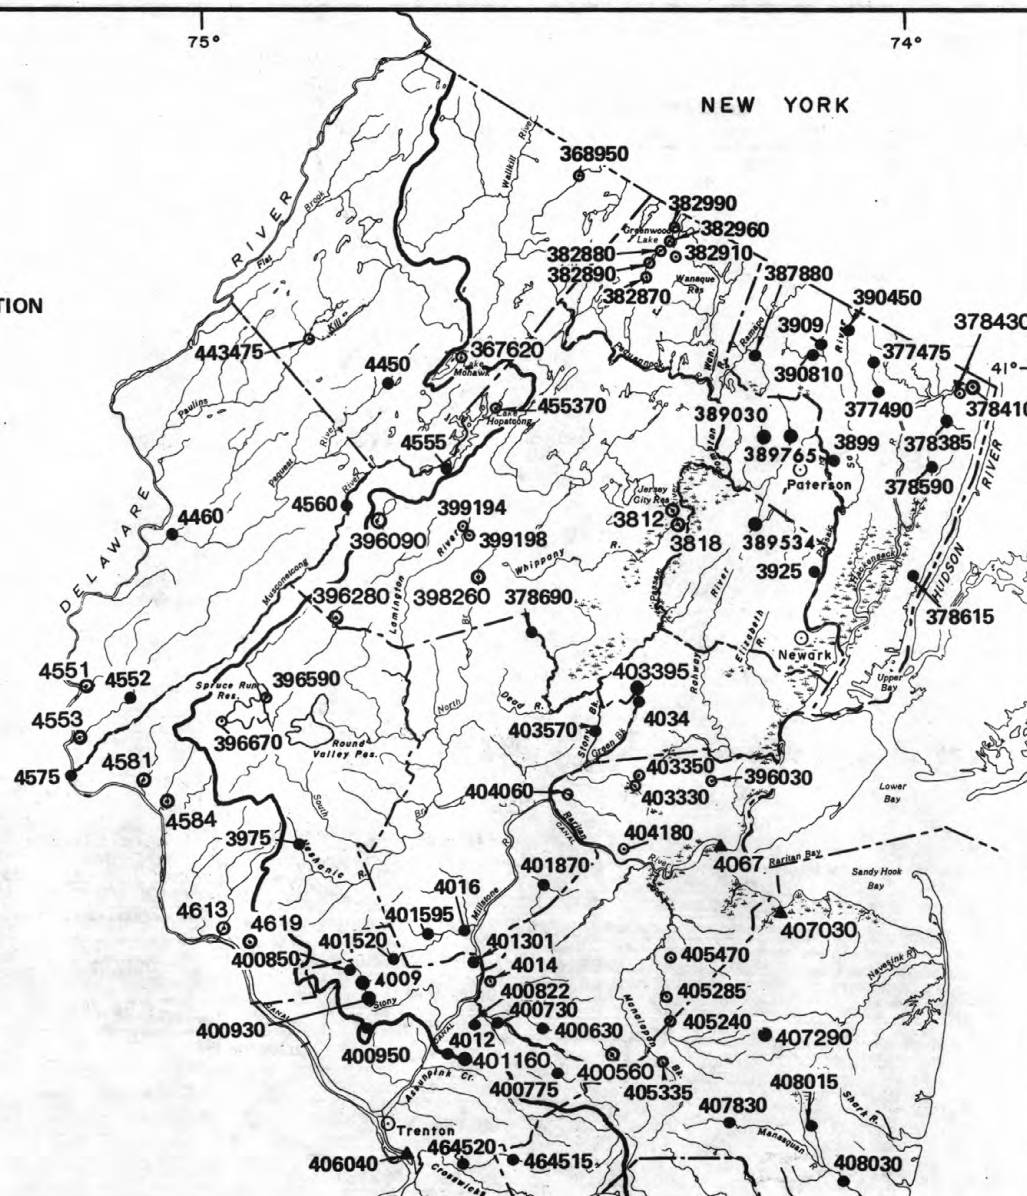 75°
74°
NEW YORK
368950
Wallkill River
382990
Greenwood Lake
382960
382880
382910
382890
387880
382870
Wanaque Res
RIVER
Flat Brook
TION
390450
3909
River
378430
443475
Kill
367620
Lake Mohawk
Pequannock
Wan. R.
Ramapo
390810
377475
41°
4450
377490
378410
Paulins
455370
Lake Hopatcong
389030
4555
Pompton
389765
3899
378385
Pequest River
Paterson
378590
RIVER
River
4560
399194
Jersey City Res
River
DELAWARE
4460
396090
River
399198
3812
3818
389534
Passaic
Whippany R.
3925
Hackensack
HUDSON
Musconetcong
396280
Lamington
398260
378690
Passaic
River
Elizabeth R.
378615
Br.
Newark
4551
4552
Spruce Run Res.
396590
403395
Rahway
Upper Bay
4553
North
Dead R.
4034
396670
403570
Stony Bk.
Green Bk.
4575
4581
Round Valley Res.
403350
396030
4584
404060
403330
Lower Bay
South
Br.
Raritan
CANAL
404180
3975
Neshanic R.
River
4067
Raritan Bay
401870
Sandy Hook Bay
4613
4016
Millstone
4619
401595
407030
401520
401301
400850
405470
Navesink R.
4009
4014
400822
405285
Stony
400930
400730
Manalapan Bk.
CANAL
400630
405240
407290
400950
CANAL
4012
401160
400560
400775
405335
408015
Assunpink Cr.
407830
Shark R.
Trenton
Manasquan R.
464520
406040
464515
408030
Crosswicks